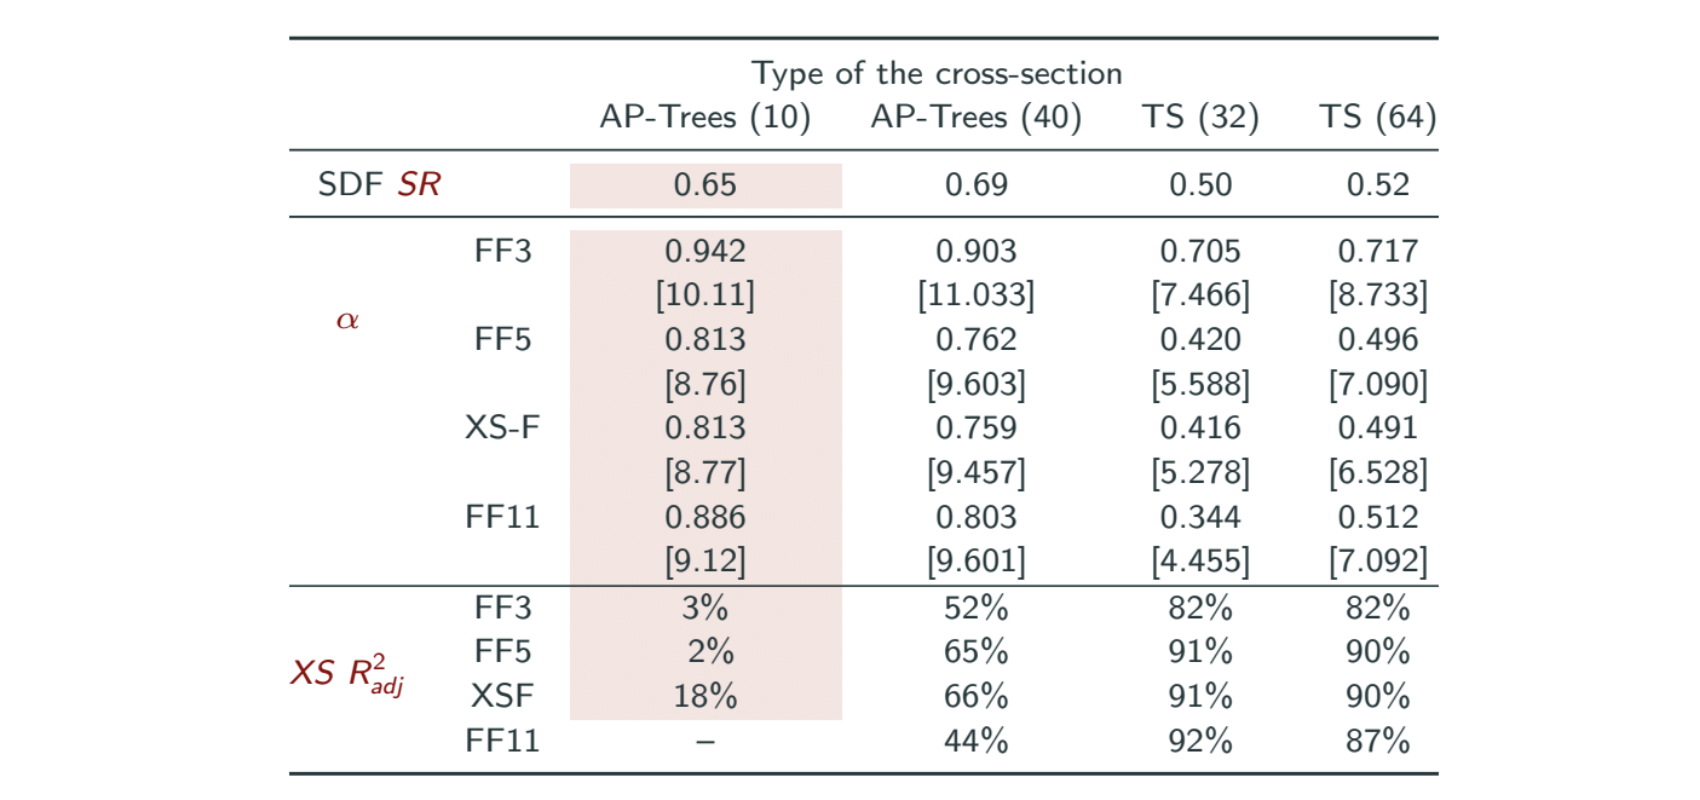 Type of the cross-section
AP-Trees (10) AP-Trees (40) TS (32) TS (64)
SDF SR 0.65 0.69 0.50 0.52
FF3 0.942 0.903 0.705 0.717
[10.11] [11.033] [7.466] [8.733]
α
FF5 0.813 0.762 0.420 0.496
[8.76] [9.603] [5.588] [7.090]
XS-F 0.813 0.759 0.416 0.491
[8.77] [9.457] [5.278] [6.528]
FF11 0.886 0.803 0.344 0.512
[9.12] [9.601] [4.455] [7.092]
FF3 3% 52% 82% 82%
FF5 2% 65% 91% 90%
XS R²adj
XSF 18% 66% 91% 90%
FF11 – 44% 92% 87%